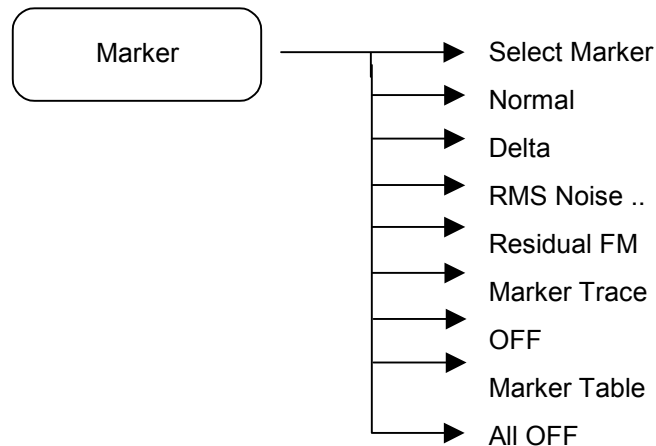 Marker
Select Marker
Normal
Delta
RMS Noise ..
Residual FM
Marker Trace
OFF
Marker Table
All OFF